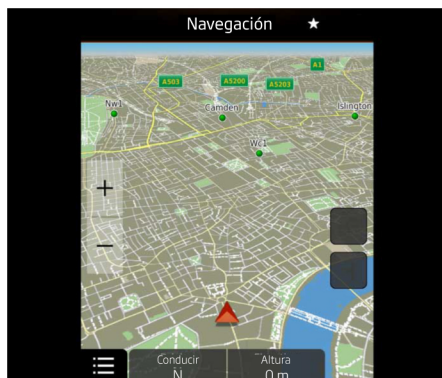 Navegación
A1
A503
A5200
A5203
Nw1
Camden
Islington
Wc1
+
−
Conducir
Altura
N
0 m